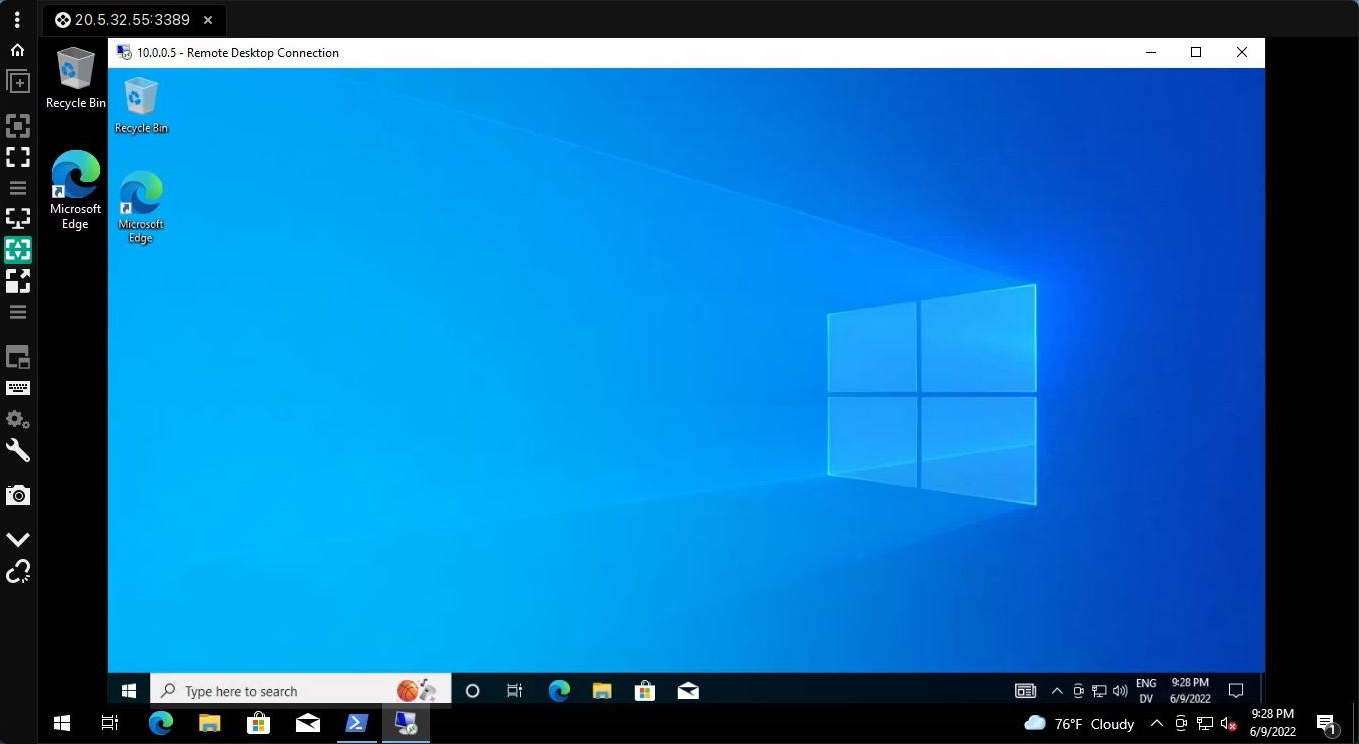 20.5.32.55:3389
10.0.0.5 - Remote Desktop Connection
Recycle Bin
Microsoft
Edge
Recycle Bin
Microsoft
Edge
Type here to search
ENG
DV
9:28 PM
6/9/2022
76°F Cloudy
9:28 PM
6/9/2022
1